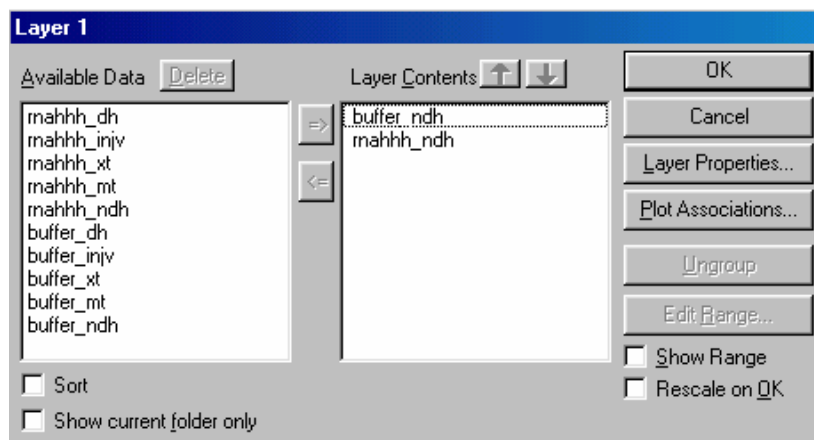 Layer 1
Available Data Delete
rnahhh_dh
rnahhh_injv
rnahhh_xt
rnahhh_mt
rnahhh_ndh
buffer_dh
buffer_injv
buffer_xt
buffer_mt
buffer_ndh
Sort
Show current folder only
=>
<=
Layer Contents
buffer_ndh
rnahhh_ndh
OK
Cancel
Layer Properties...
Plot Associations...
Ungroup
Edit Range...
Show Range
Rescale on OK